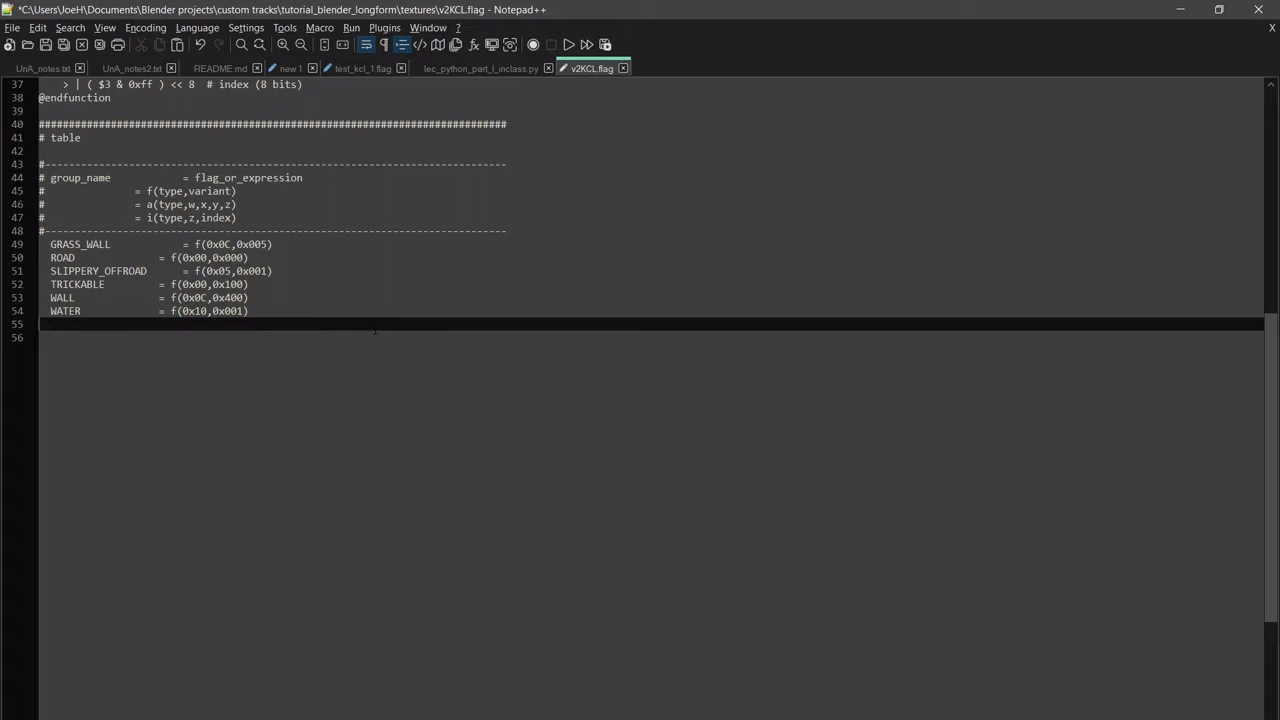 *C:\Users\JoeH\Documents\Blender projects\custom tracks\tutorial_blender_longform\textures\v2KCL.flag - Notepad++
File Edit Search View Encoding Language Settings Tools Macro Run Plugins Window ? X
UnA_notes.txt UnA_notes2.txt README.md new 1 test_kcl_1.flag lec_python_part_I_inclass.py v2KCL.flag
37 > | ( $3 & 0xff ) << 8 # index (8 bits)
38 @endfunction
39
40 ##############################################################################
41 # table
42
43 #-----------------------------------------------------------------------------
44 # group_name = flag_or_expression
45 # = f(type,variant)
46 # = a(type,w,x,y,z)
47 # = i(type,z,index)
48 #-----------------------------------------------------------------------------
49 GRASS_WALL = f(0x0C,0x005)
50 ROAD = f(0x00,0x000)
51 SLIPPERY_OFFROAD = f(0x05,0x001)
52 TRICKABLE = f(0x00,0x100)
53 WALL = f(0x0C,0x400)
54 WATER = f(0x10,0x001)
55
56